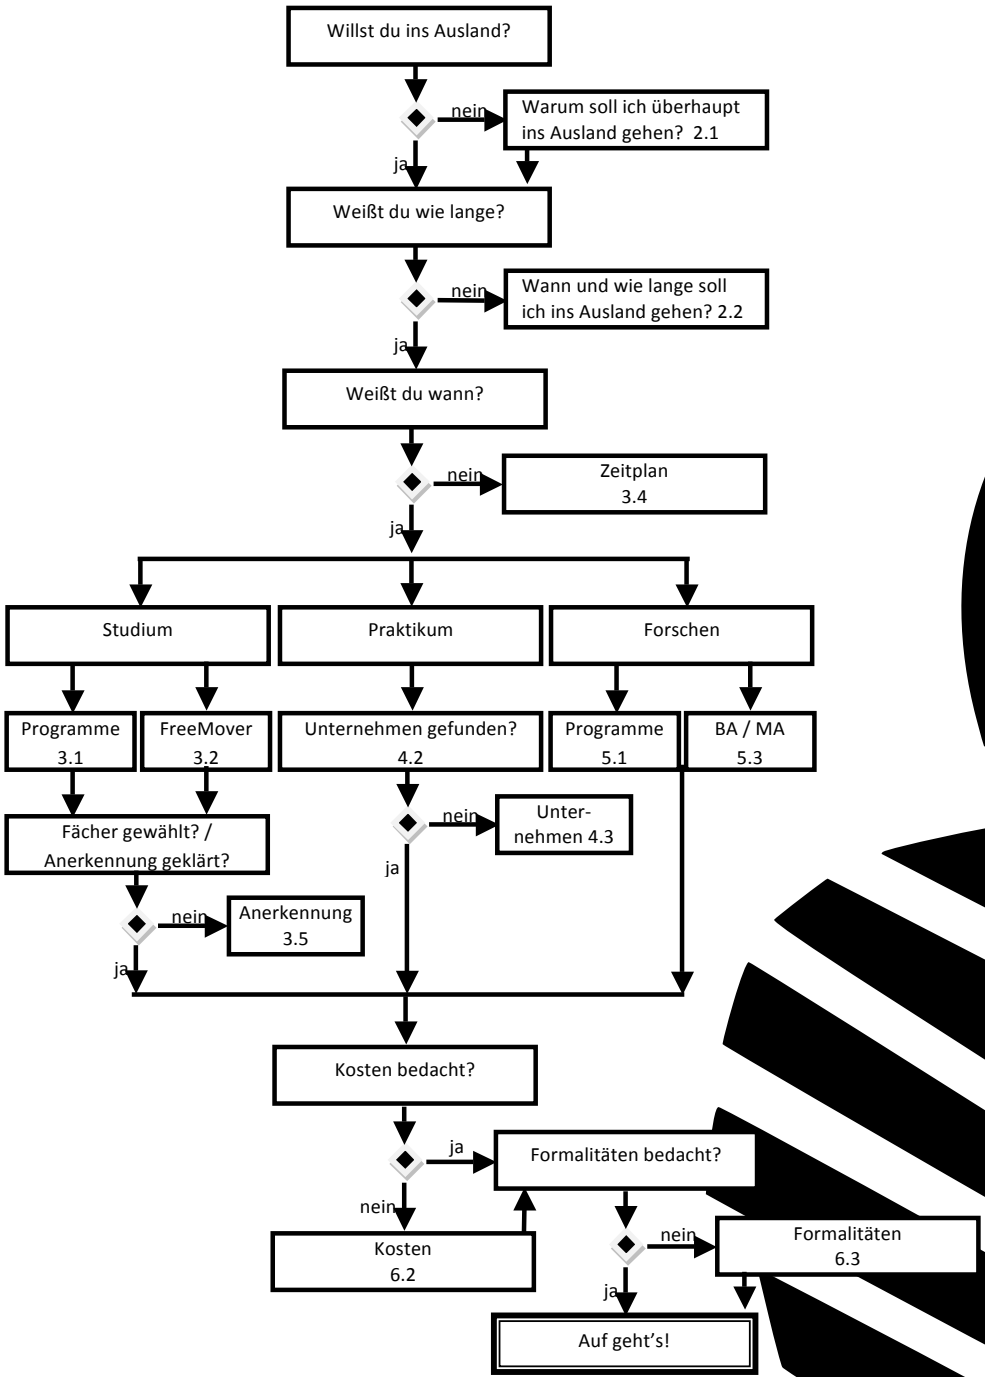 Willst du ins Ausland?
nein
Warum soll ich überhaupt
ins Ausland gehen? 2.1
ja
Weißt du wie lange?
nein
Wann und wie lange soll
ich ins Ausland gehen? 2.2
ja
Weißt du wann?
nein
Zeitplan
3.4
ja
Studium
Praktikum
Forschen
Programme
3.1
FreeMover
3.2
Unternehmen gefunden?
4.2
Programme
5.1
BA / MA
5.3
Fächer gewählt? /
Anerkennung geklärt?
nein
Unter-
nehmen 4.3
ja
nein
Anerkennung
3.5
ja
Kosten bedacht?
ja
Formalitäten bedacht?
nein
Kosten
6.2
nein
Formalitäten
6.3
ja
Auf geht's!